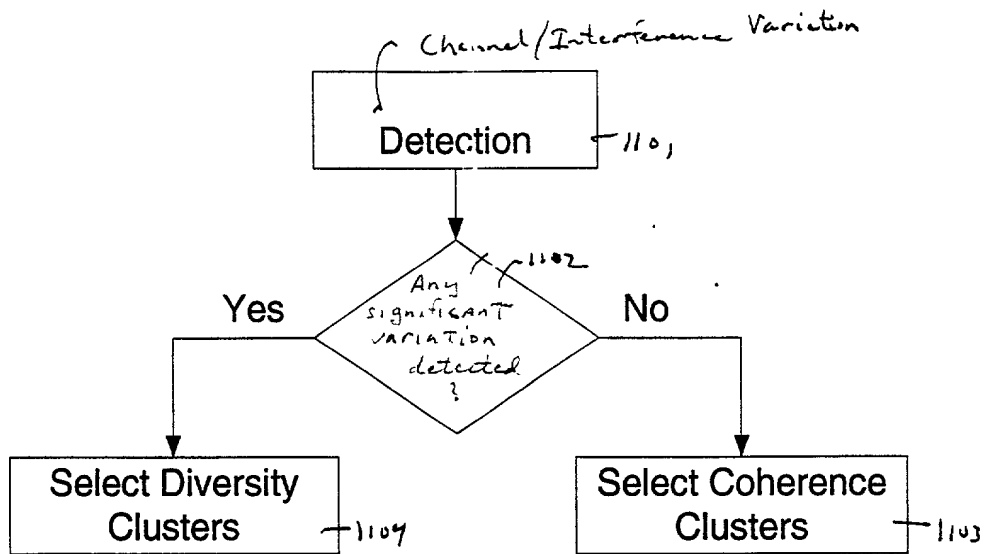 Channel/Interference Variation
Detection
1101
1102
Any
significant
variation
detected
?
Yes
No
Select Diversity
Clusters
1104
Select Coherence
Clusters
1103